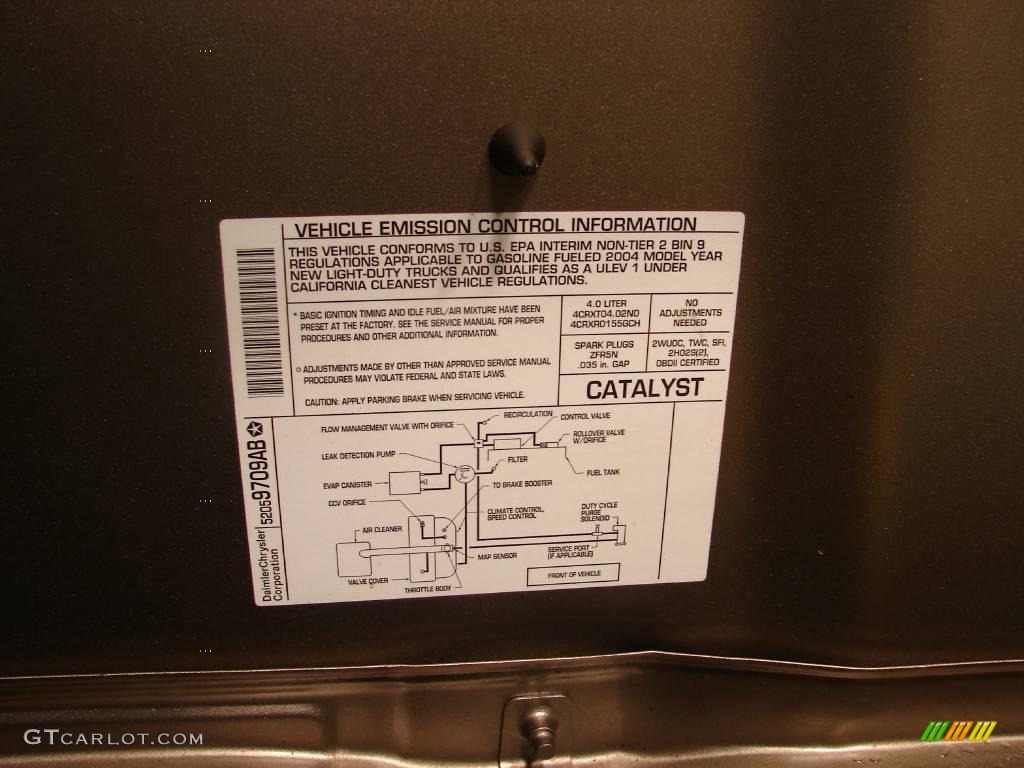 VEHICLE EMISSION CONTROL INFORMATION
THIS VEHICLE CONFORMS TO U.S. EPA INTERIM NON-TIER 2 BIN 9
REGULATIONS APPLICABLE TO GASOLINE FUELED 2004 MODEL YEAR
NEW LIGHT-DUTY TRUCKS AND QUALIFIES AS A ULEV 1 UNDER
CALIFORNIA CLEANEST VEHICLE REGULATIONS.
* BASIC IGNITION TIMING AND IDLE FUEL/AIR MIXTURE HAVE BEEN
PRESET AT THE FACTORY. SEE THE SERVICE MANUAL FOR PROPER
PROCEDURES AND OTHER ADDITIONAL INFORMATION.
o ADJUSTMENTS MADE BY OTHER THAN APPROVED SERVICE MANUAL
PROCEDURES MAY VIOLATE FEDERAL AND STATE LAWS.
CAUTION: APPLY PARKING BRAKE WHEN SERVICING VEHICLE.
4.0 LITER
4CRXT04.02N0
4CRXR0155GCH
NO
ADJUSTMENTS
NEEDED
SPARK PLUGS
ZFR5N
.035 in. GAP
2WUOC, TWC, SFI,
2HO2S(2),
OBDII CERTIFIED
CATALYST
RECIRCULATION
CONTROL VALVE
FLOW MANAGEMENT VALVE WITH ORIFICE
ROLLOVER VALVE
W/ORIFICE
LEAK DETECTION PUMP
FILTER
FUEL TANK
EVAP CANISTER
TO BRAKE BOOSTER
CCV ORIFICE
CLIMATE CONTROL,
SPEED CONTROL
DUTY CYCLE
PURGE
SOLENOID
AIR CLEANER
MAP SENSOR
SERVICE PORT
(IF APPLICABLE)
VALVE COVER
THROTTLE BODY
FRONT OF VEHICLE
52059709AB
DaimlerChrysler
Corporation
GTCARLOT.COM